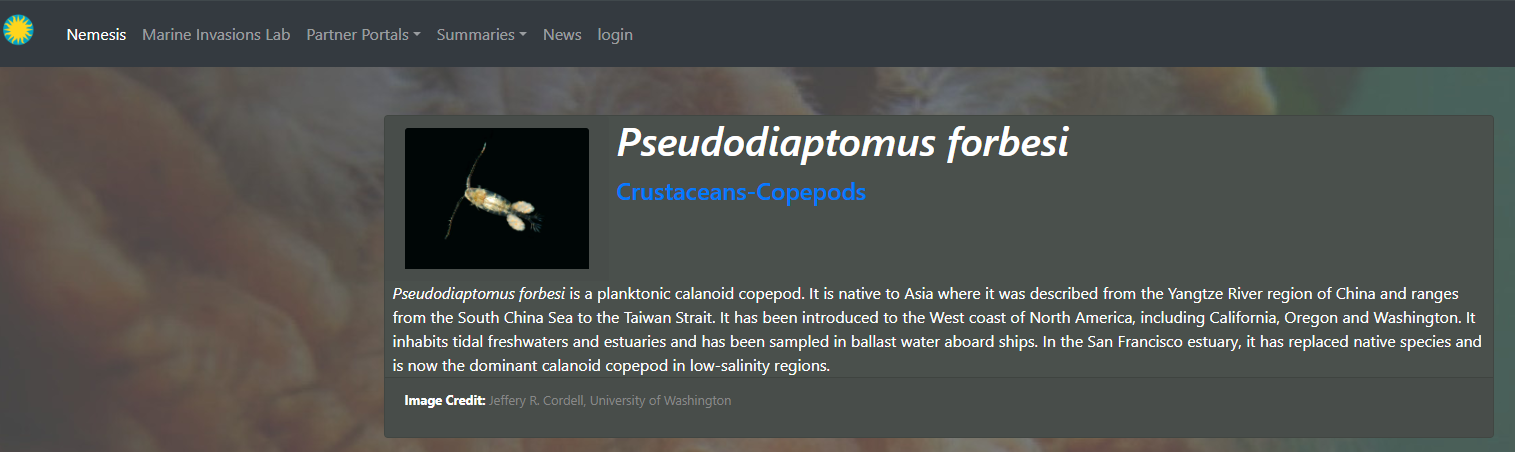 Nemesis Marine Invasions Lab Partner Portals Summaries News login
Pseudodiaptomus forbesi
Crustaceans-Copepods
Pseudodiaptomus forbesi is a planktonic calanoid copepod. It is native to Asia where it was described from the Yangtze River region of China and ranges
from the South China Sea to the Taiwan Strait. It has been introduced to the West coast of North America, including California, Oregon and Washington. It
inhabits tidal freshwaters and estuaries and has been sampled in ballast water aboard ships. In the San Francisco estuary, it has replaced native species and
is now the dominant calanoid copepod in low-salinity regions.
Image Credit: Jeffery R. Cordell, University of Washington